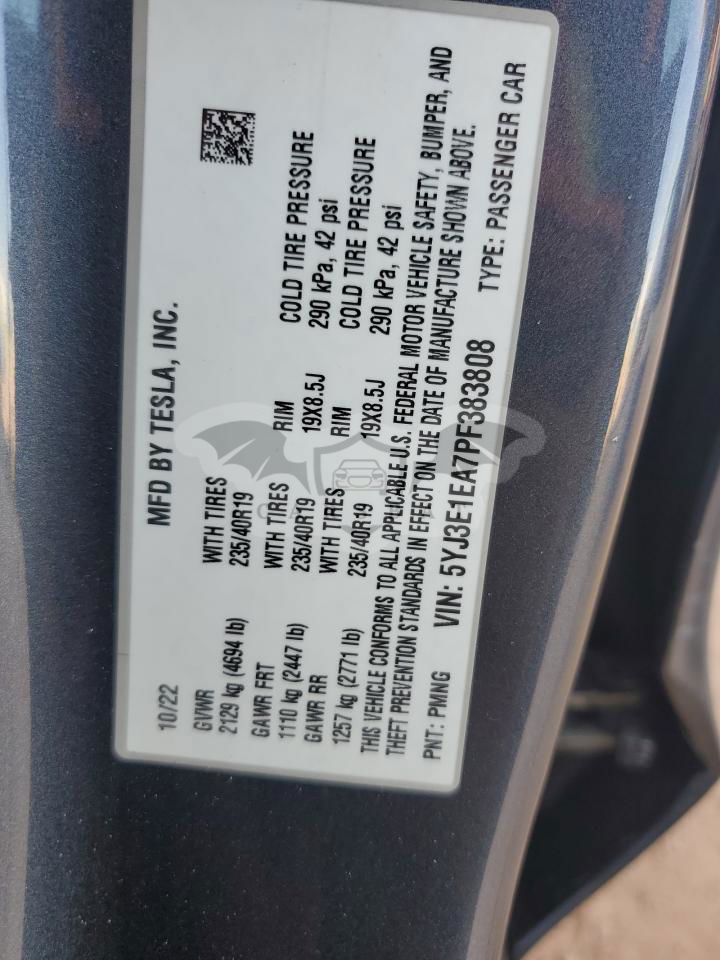 10/22 MFD BY TESLA, INC.
GVWR WITH TIRES
2129 kg (4694 lb) 235/40R19
GAWR FRT WITH TIRES RIM COLD TIRE PRESSURE
1110 kg (2447 lb) 235/40R19 19X8.5J 290 kPa, 42 psi
GAWR RR WITH TIRES RIM COLD TIRE PRESSURE
1257 kg (2771 lb) 235/40R19 19X8.5J 290 kPa, 42 psi
THIS VEHICLE CONFORMS TO ALL APPLICABLE U.S. FEDERAL MOTOR VEHICLE SAFETY, BUMPER, AND
THEFT PREVENTION STANDARDS IN EFFECT ON THE DATE OF MANUFACTURE SHOWN ABOVE.
PNT: PMNG VIN: 5YJ3E1EA7PF383808 TYPE: PASSENGER CAR